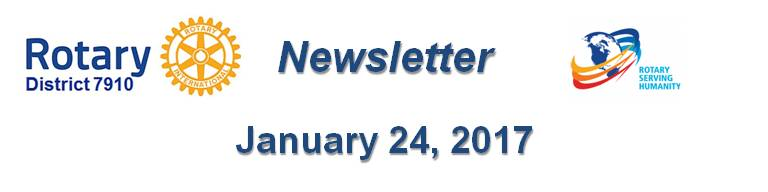 Rotary
District 7910
ROTARY
INTERNATIONAL
Newsletter
ROTARY
SERVING
HUMANITY
January 24, 2017